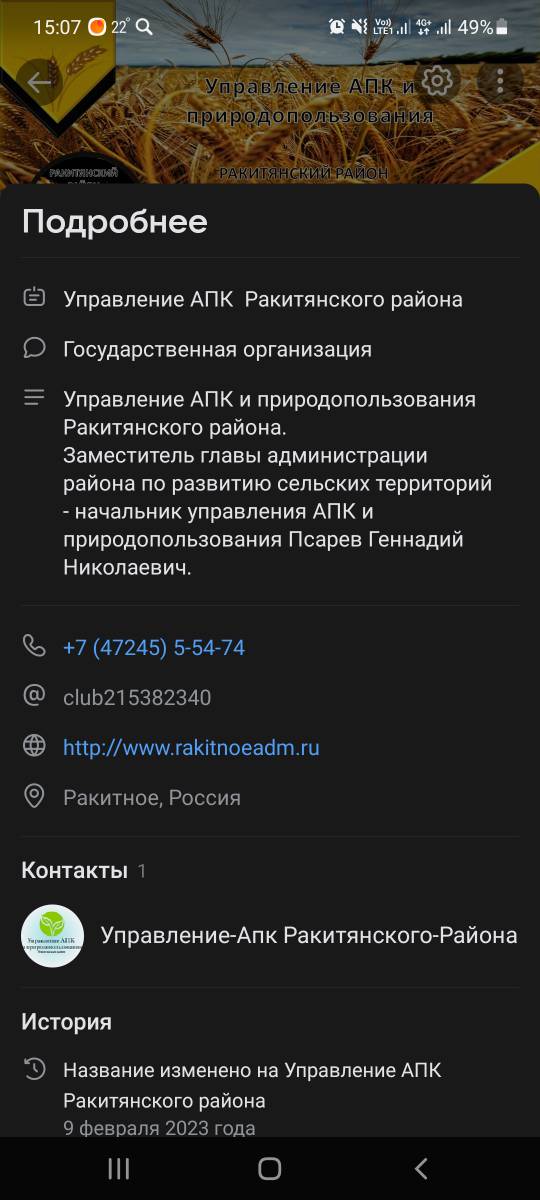 15:07 22° Vo)) LTE1 4G+ 49%
Управление АПК и
природопользования
РАКИТЯНСКИЙ
РАКИТЯНСКИЙ РАЙОН
Подробнее
Управление АПК Ракитянского района
Государственная организация
Управление АПК и природопользования
Ракитянского района.
Заместитель главы администрации
района по развитию сельских территорий
- начальник управления АПК и
природопользования Псарев Геннадий
Николаевич.
+7 (47245) 5-54-74
club215382340
http://www.rakitnoeadm.ru
Ракитное, Россия
Контакты 1
Управление АПК
Управление-Апк Ракитянского-Района
История
Название изменено на Управление АПК
Ракитянского района
9 февраля 2023 года